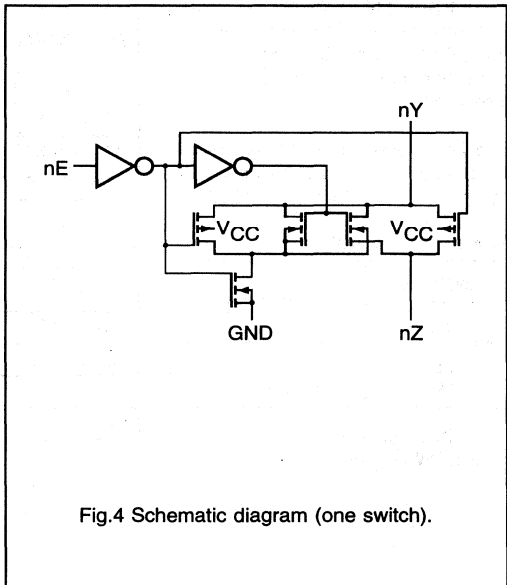 nY
nE
VCC
VCC
GND
nZ
Fig.4 Schematic diagram (one switch).